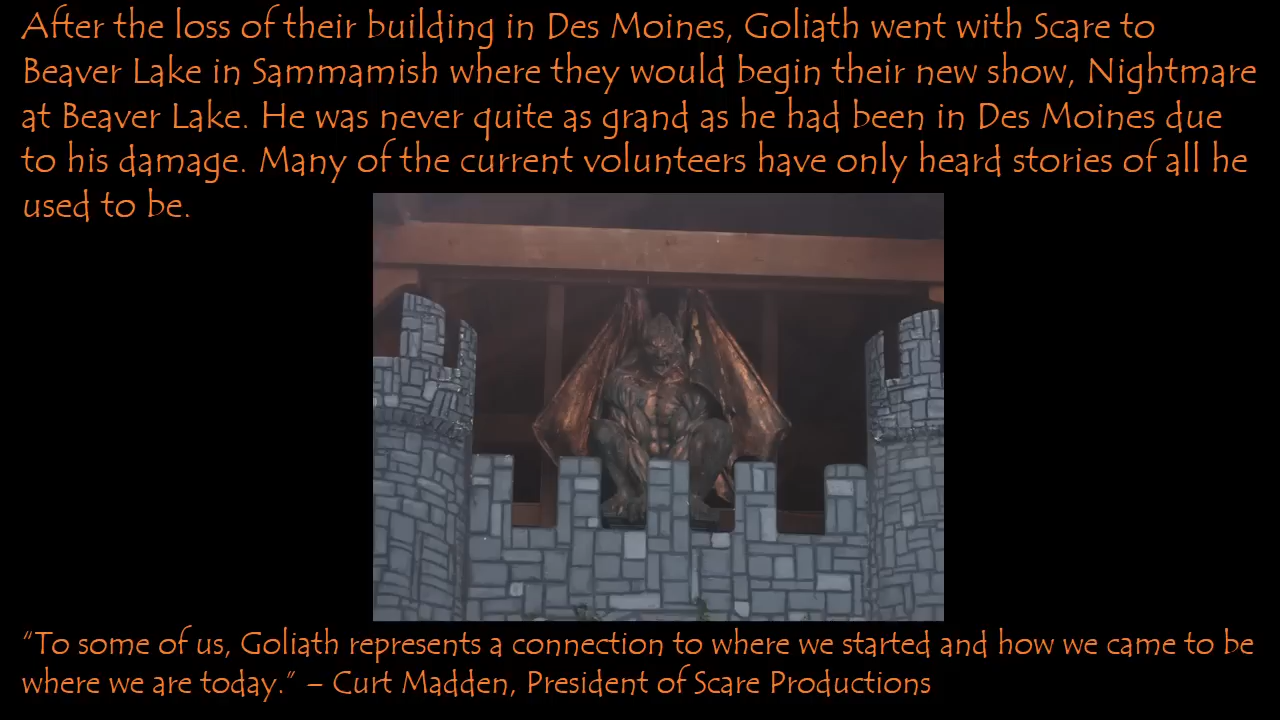 After the loss of their building in Des Moines, Goliath went with Scare to
Beaver Lake in Sammamish where they would begin their new show, Nightmare
at Beaver Lake. He was never quite as grand as he had been in Des Moines due
to his damage. Many of the current volunteers have only heard stories of all he
used to be.
“To some of us, Goliath represents a connection to where we started and how we came to be
where we are today.” – Curt Madden, President of Scare Productions